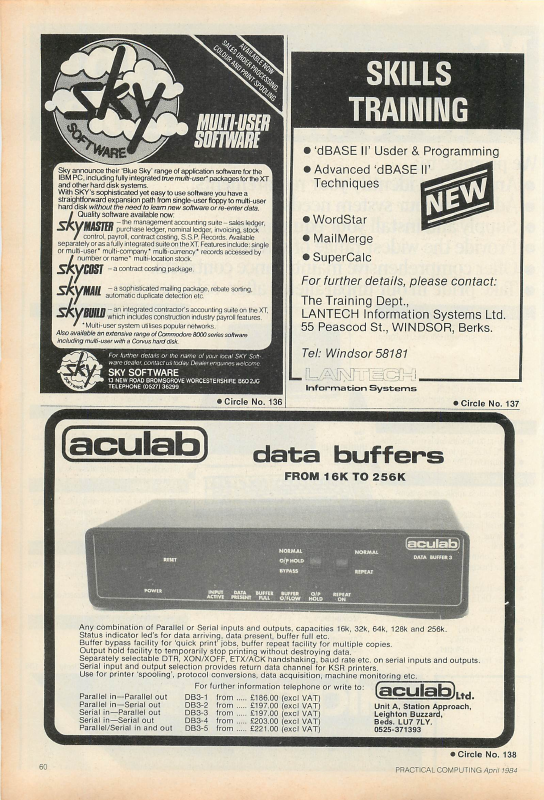 AVAILABLE NOW
SALES ORDER PROCESSING,
COLOUR AND PRINT-SPOOLING
sky
SOFTWARE
MULTI-USER
SOFTWARE
Sky announce their 'Blue Sky' range of application software for the
IBM PC, including fully integrated true multi-user* packages for the XT
and other hard disk systems.
With SKY'S sophisticated yet easy to use software you have a
straightforward expansion path from single-user floppy to multi-user
hard disk without the need to learn new software or re-enter data.
Quality software available now:
sky MASTER – the management accounting suite – sales ledger,
purchase ledger, nominal ledger, invoicing, stock
control, payroll, contract costing, S.S.P. Records. Available
separately or as a fully integrated suite on the XT. Features include: single
or multi-user* multi-company* multi-currency* records accessed by
number or name* multi-location stock.
sky COST – a contract costing package.
sky MAIL – a sophisticated mailing package, rebate sorting,
automatic duplicate detection etc.
sky BUILD – an integrated contractor's accounting suite on the XT,
which includes construction industry payroll features.
*Multi-user system utilises popular networks.
Also available an extensive range of Commodore 8000 series software
including multi-user with a Corvus hard disk.
sky
SOFTWARE
For further details or the name of your local SKY Soft-
ware dealer, contact us today. Dealer enquiries welcome
SKY SOFTWARE
13 NEW ROAD BROMSGROVE WORCESTERSHIRE B60 2JG
TELEPHONE (0527) 36299
● Circle No. 136
SKILLS
TRAINING
● 'dBASE II' Usder & Programming
● Advanced 'dBASE II'
Techniques
NEW
● WordStar
● MailMerge
● SuperCalc
For further details, please contact:
The Training Dept.,
LANTECH Information Systems Ltd.
55 Peascod St., WINDSOR, Berks.
Tel: Windsor 58181
LANTECH
Information Systems
● Circle No. 137
aculab
data buffers
FROM 16K TO 256K
aculab
DATA BUFFER 3
RESET
NORMAL
O/P HOLD
BYPASS
NORMAL
REPEAT
POWER
INPUT ACTIVE
DATA PRESENT
BUFFER FULL
BUFFER O/FLOW
O/P HOLD
REPEAT ON
Any combination of Parallel or Serial inputs and outputs, capacities 16k, 32k, 64k, 128k and 256k.
Status indicator led's for data arriving, data present, buffer full etc.
Buffer bypass facility for 'quick print' jobs, buffer repeat facility for multiple copies.
Output hold facility to temporarily stop printing without destroying data.
Separately selectable DTR, XON/XOFF, ETX/ACK handshaking, baud rate etc. on serial inputs and outputs.
Serial input and output selection provides return data channel for KSR printers.
Use for printer 'spooling', protocol conversions, data acquisition, machine monitoring etc.
For further information telephone or write to:
Parallel in—Parallel out DB3-1 from ..... £186.00 (excl VAT)
Parallel in—Serial out DB3-2 from ..... £197.00 (excl VAT)
Serial in—Parallel out DB3-3 from ..... £197.00 (excl VAT)
Serial in—Serial out DB3-4 from ..... £203.00 (excl VAT)
Parallel/Serial in and out DB3-5 from ..... £221.00 (excl VAT)
aculab Ltd.
Unit A, Station Approach,
Leighton Buzzard,
Beds. LU7 7LY.
0525-371393
● Circle No. 138
60
PRACTICAL COMPUTING April 1984